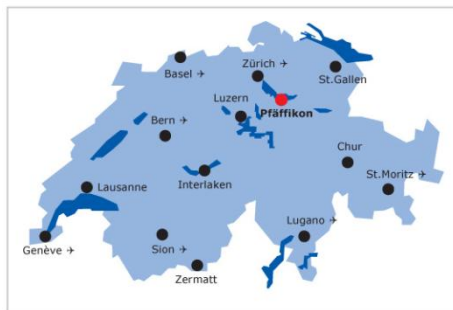 Zürich ✈
Basel ✈
St.Gallen
Luzern
Pfäffikon
Bern ✈
Chur
St.Moritz ✈
Interlaken
Lausanne
Lugano ✈
Genève ✈
Sion ✈
Zermatt